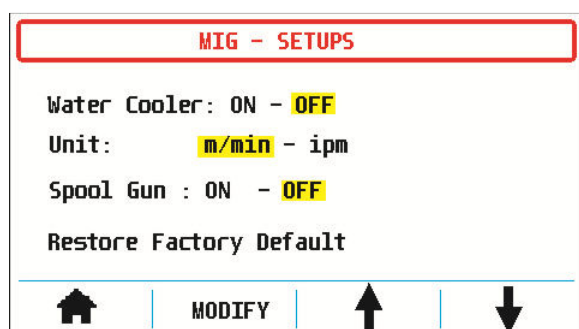 MIG - SETUPS
Water Cooler: ON - OFF
Unit: m/min - ipm
Spool Gun : ON - OFF
Restore Factory Default
MODIFY